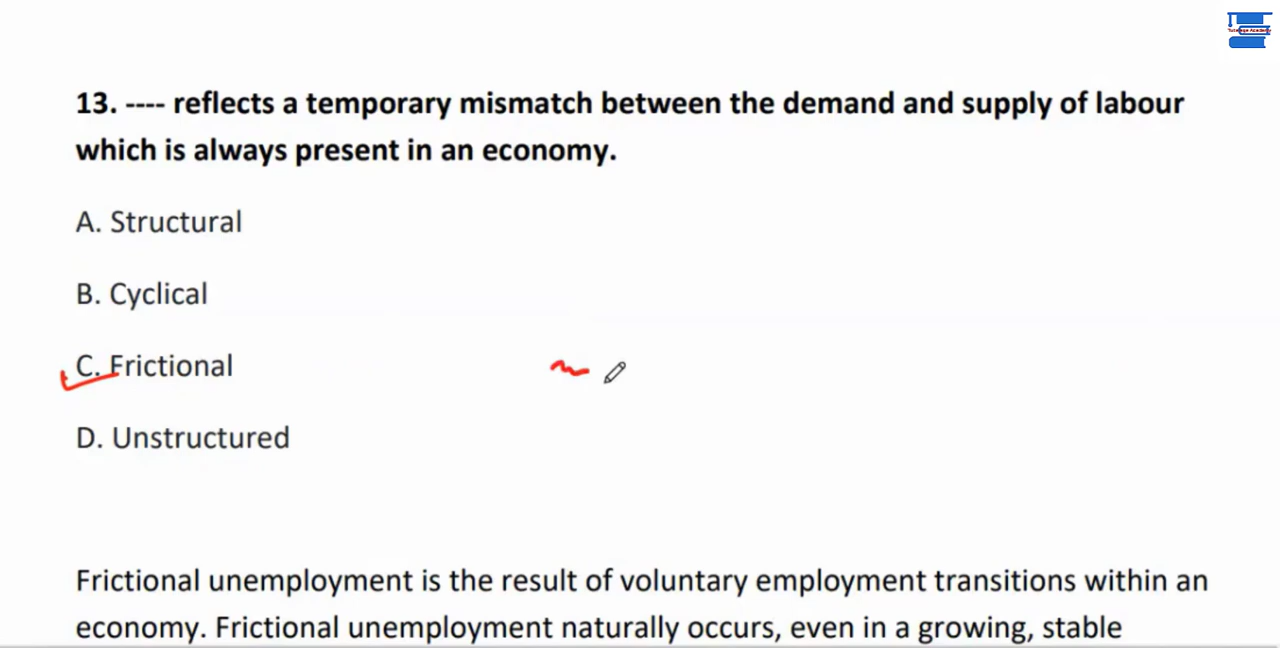 Tutelage Academy
13. ---- reflects a temporary mismatch between the demand and supply of labour
which is always present in an economy.
A. Structural
B. Cyclical
C. Frictional
D. Unstructured
Frictional unemployment is the result of voluntary employment transitions within an
economy. Frictional unemployment naturally occurs, even in a growing, stable